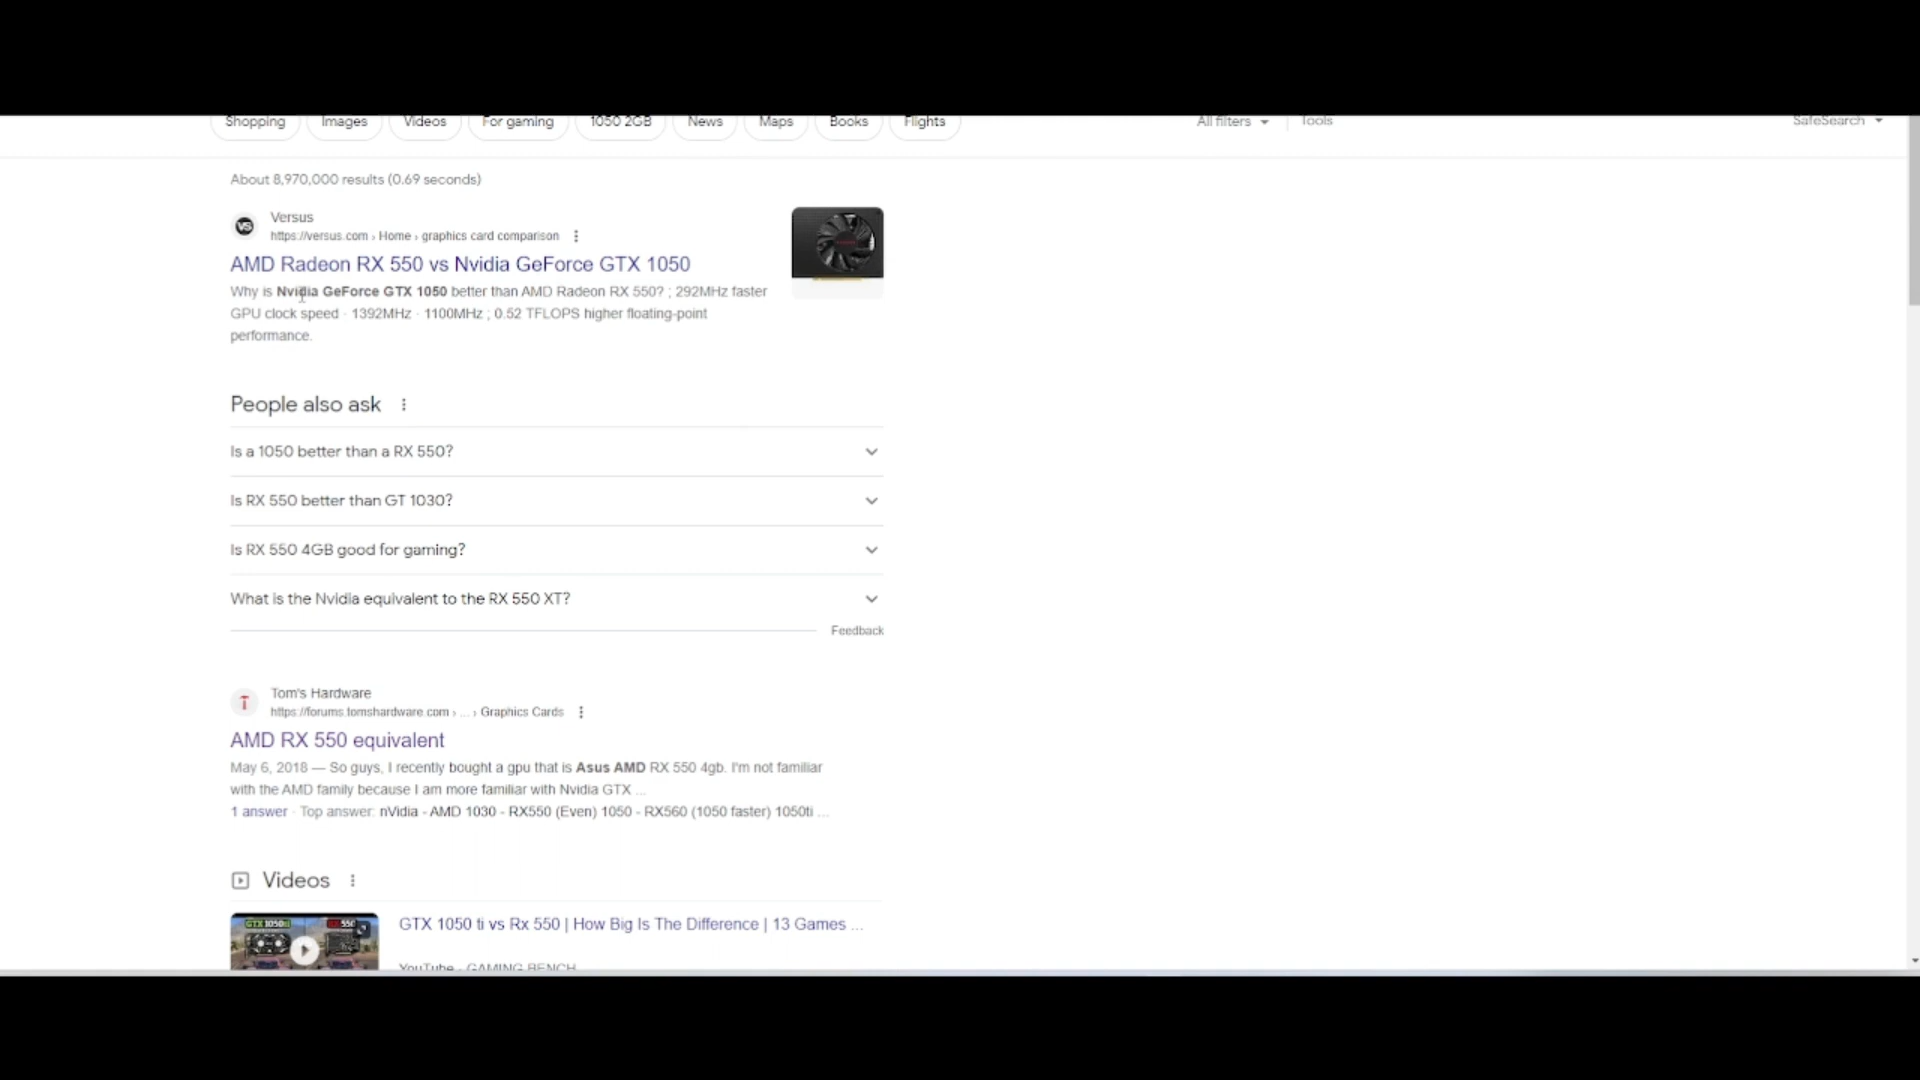 Shopping Images Videos For gaming 1050 2GB News Maps Books Flights All filters Tools SafeSearch
About 8,970,000 results (0.69 seconds)
Versus
https://versus.com › Home › graphics card comparison
AMD Radeon RX 550 vs Nvidia GeForce GTX 1050
Why is Nvidia GeForce GTX 1050 better than AMD Radeon RX 550? ; 292MHz faster
GPU clock speed · 1392MHz · 1100MHz ; 0.52 TFLOPS higher floating-point
performance.
People also ask
Is a 1050 better than a RX 550?
Is RX 550 better than GT 1030?
Is RX 550 4GB good for gaming?
What is the Nvidia equivalent to the RX 550 XT?
Feedback
Tom's Hardware
https://forums.tomshardware.com › ... › Graphics Cards
AMD RX 550 equivalent
May 6, 2018 — So guys, I recently bought a gpu that is Asus AMD RX 550 4gb. I'm not familiar
with the AMD family because I am more familiar with Nvidia GTX ...
1 answer · Top answer: nVidia - AMD 1030 - RX550 (Even) 1050 - RX560 (1050 faster) 1050ti ...
Videos
GTX 1050ti RX 550
GTX 1050 ti vs Rx 550 | How Big Is The Difference | 13 Games ...
YouTube · GAMING BENCH